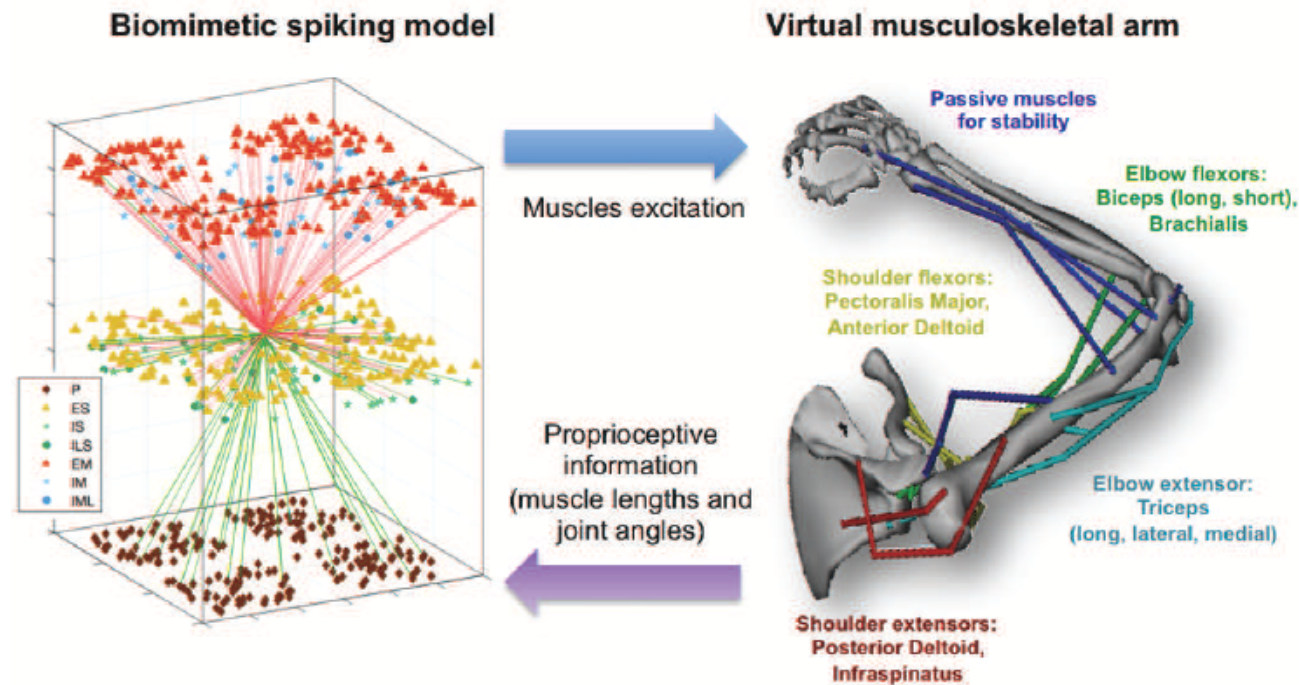 Biomimetic spiking model
Virtual musculoskeletal arm
Muscles excitation
Proprioceptive
information
(muscle lengths and
joint angles)
P
ES
IS
ILS
EM
IM
IML
Passive muscles
for stability
Elbow flexors:
Biceps (long, short),
Brachialis
Shoulder flexors:
Pectoralis Major,
Anterior Deltoid
Elbow extensor:
Triceps
(long, lateral, medial)
Shoulder extensors:
Posterior Deltoid,
Infraspinatus